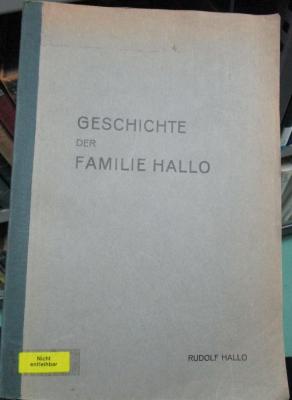 GESCHICHTE
DER
FAMILIE HALLO
Nicht
entleihbar
RUDOLF HALLO